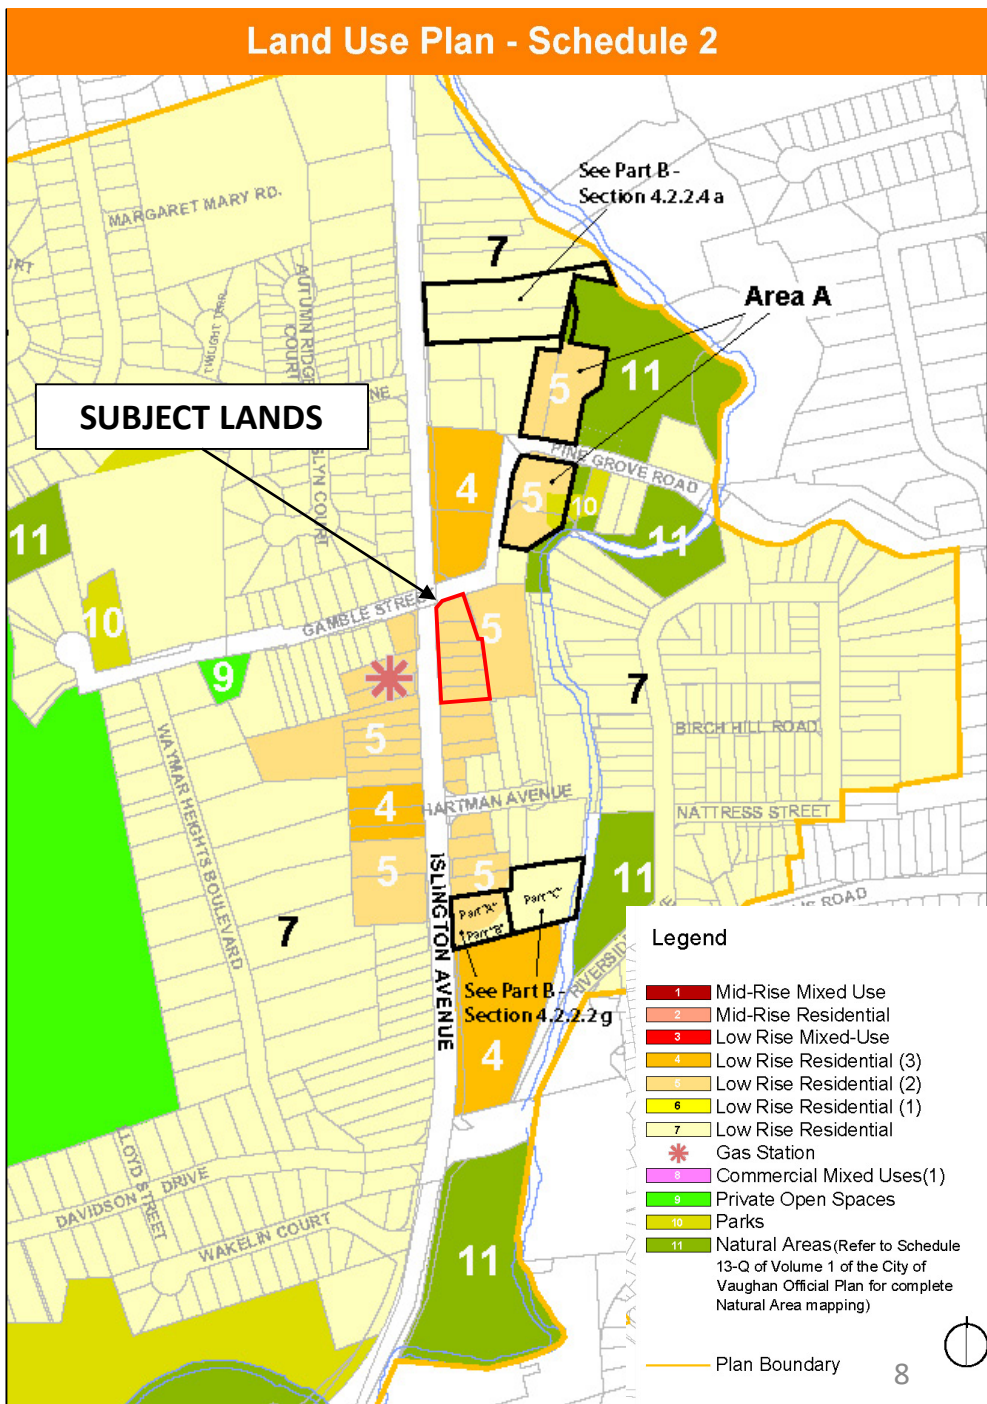 Land Use Plan - Schedule 2
See Part B -
Section 4.2.2.4 a
MARGARET MARY RD.
7
AUTUMN RIDGE
COURT
TWILIGHT TERR.
COURT
Area A
5
11
SUBJECT LANDS
NE
PINE GROVE ROAD
4
5
10
11
11
10
GAMBLE STREE
5
9
7
5
BIRCH HILL ROAD
WAYMAR HEIGHTS BOULEVARD
4
HARTMAN AVENUE
NATTRESS STREET
5
5
11
ISLINGTON AVENUE
Part "A"
Part "B"
Part "C"
ROAD
7
RIVERSIDE
See Part B -
Section 4.2.2.2 g
4
LLOYD STREET
DAVIDSON DRIVE
WAKELIN COURT
11
Legend
1 Mid-Rise Mixed Use
2 Mid-Rise Residential
3 Low Rise Mixed-Use
4 Low Rise Residential (3)
5 Low Rise Residential (2)
6 Low Rise Residential (1)
7 Low Rise Residential
Gas Station
8 Commercial Mixed Uses(1)
9 Private Open Spaces
10 Parks
11 Natural Areas (Refer to Schedule
13-Q of Volume 1 of the City of
Vaughan Official Plan for complete
Natural Area mapping)
Plan Boundary
8